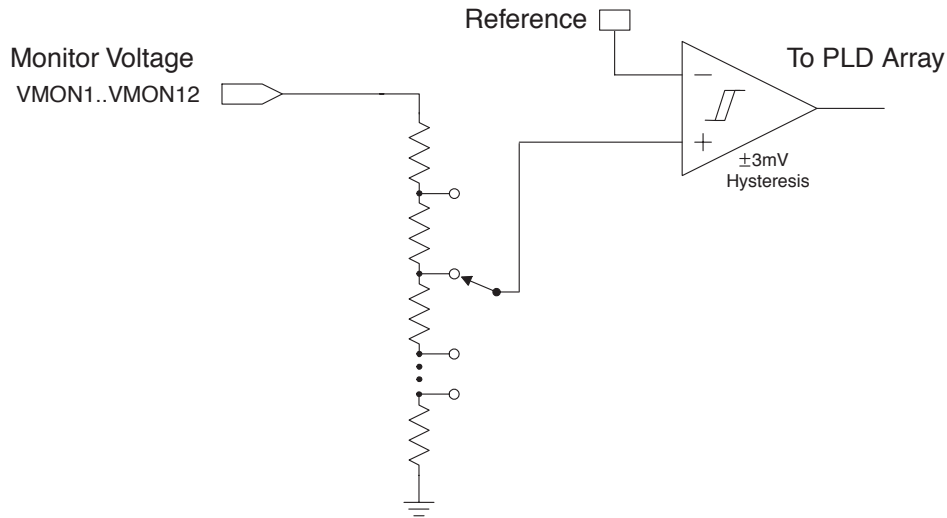 Reference
Monitor Voltage
To PLD Array
VMON1..VMON12
−
+
±3mV
Hysteresis